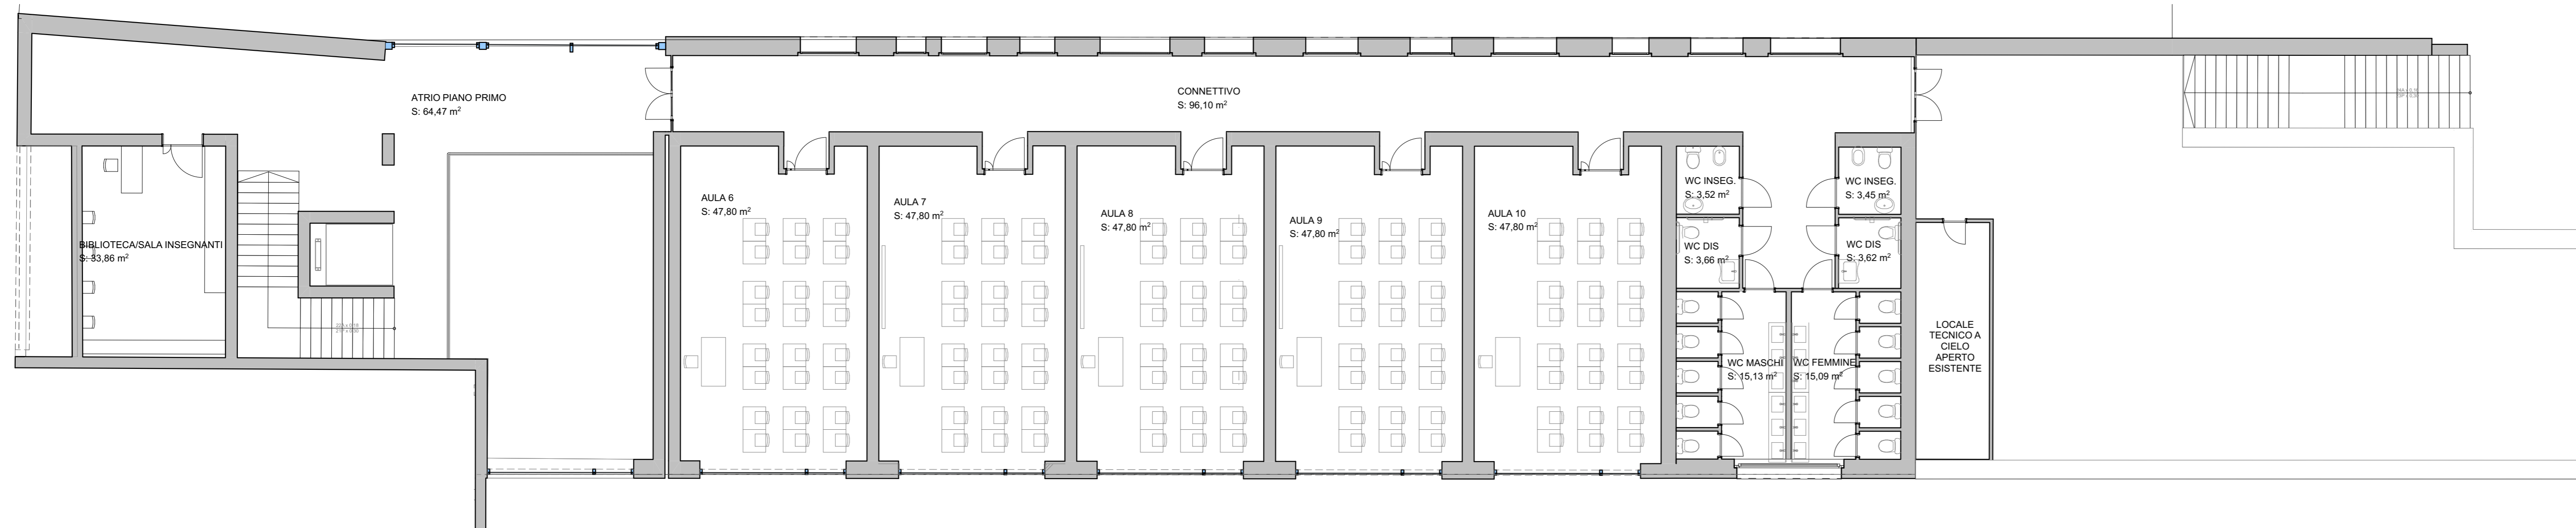 ATRIO PIANO PRIMO
S: 64,47 m²
CONNETTIVO
S: 96,10 m²
BIBLIOTECA/SALA INSEGNANTI
S: 33,86 m²
AULA 6
S: 47,80 m²
AULA 7
S: 47,80 m²
AULA 8
S: 47,80 m²
AULA 9
S: 47,80 m²
AULA 10
S: 47,80 m²
WC INSEG.
S: 3,52 m²
WC INSEG.
S: 3,45 m²
WC DIS
S: 3,66 m²
WC DIS
S: 3,62 m²
WC MASCHI
S: 15,13 m²
WC FEMMINE
S: 15,09 m²
LOCALE
TECNICO A
CIELO
APERTO
ESISTENTE